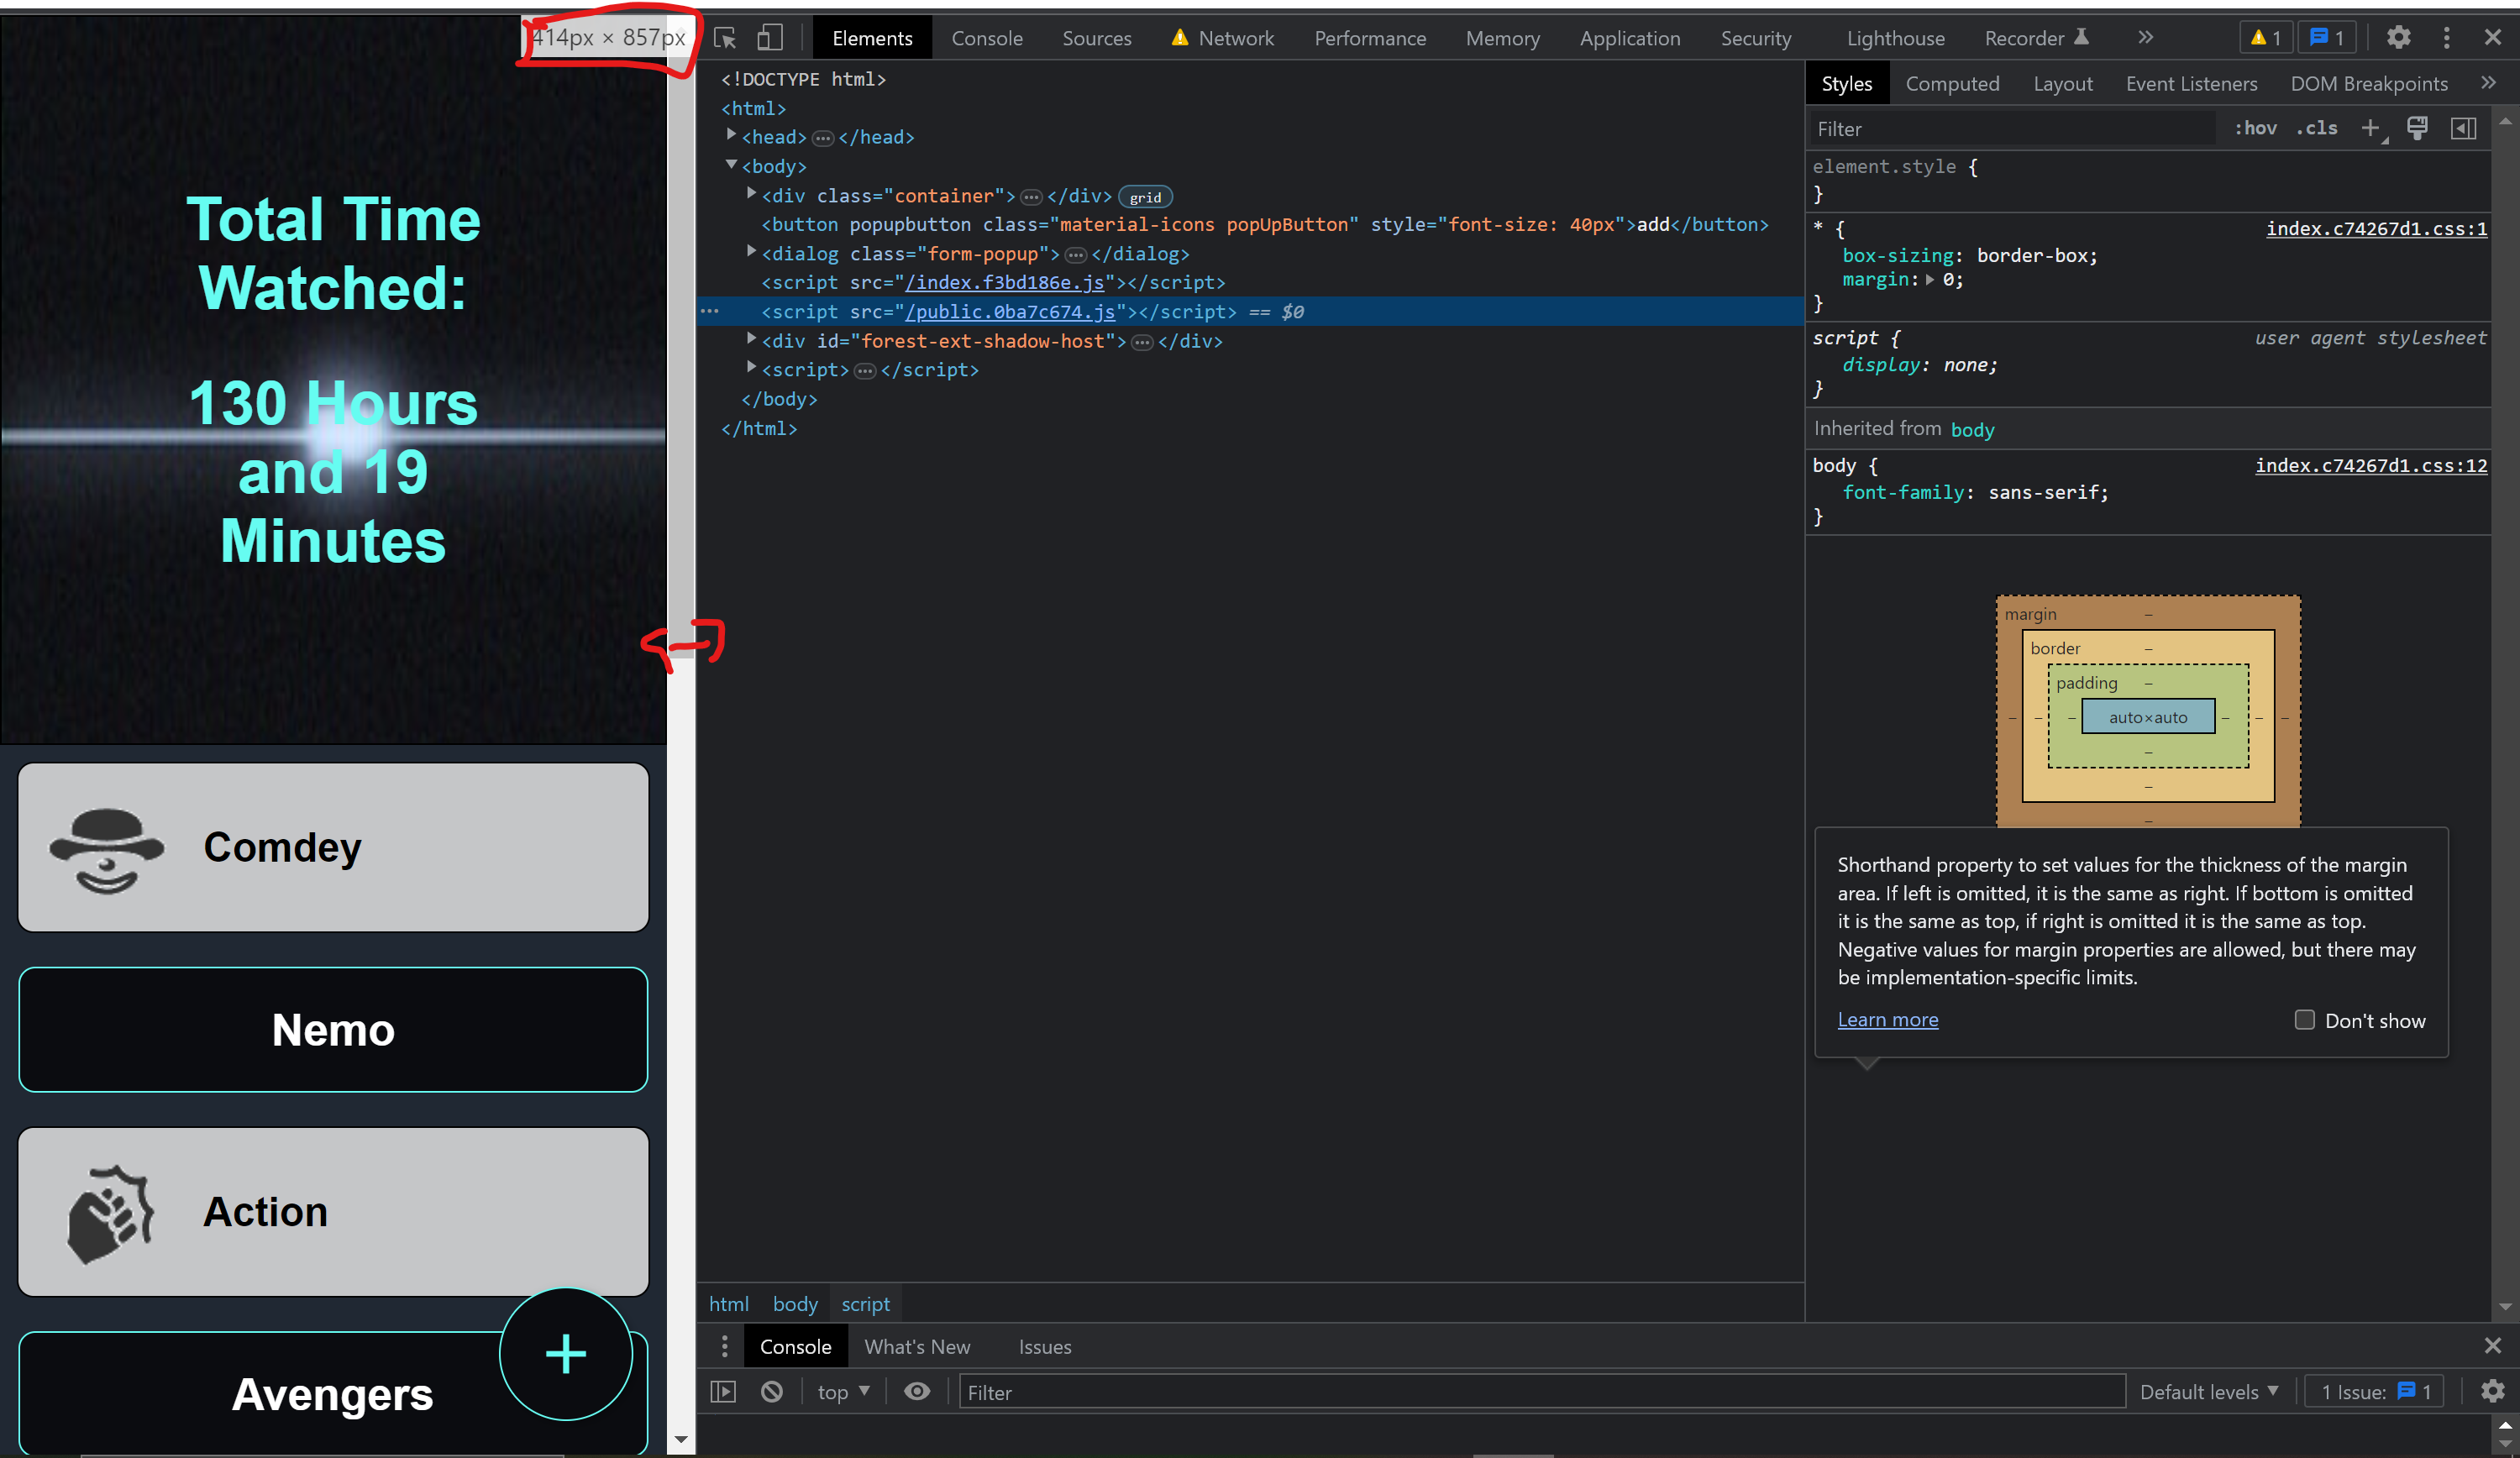 414px × 857px
Total Time
Watched:
130 Hours
and 19
Minutes
Comdey
Nemo
Action
Avengers
+
Elements Console Sources Network Performance Memory Application Security Lighthouse Recorder » 1 1
<!DOCTYPE html>
<html>
<head>…</head>
<body>
<div class="container">…</div> grid
<button popupbutton class="material-icons popUpButton" style="font-size: 40px">add</button>
<dialog class="form-popup">…</dialog>
<script src="/index.f3bd186e.js"></script>
… <script src="/public.0ba7c674.js"></script> == $0
<div id="forest-ext-shadow-host">…</div>
<script>…</script>
</body>
</html>
html body script
Styles Computed Layout Event Listeners DOM Breakpoints »
Filter :hov .cls +
element.style {
}
* { index.c74267d1.css:1
box-sizing: border-box;
margin: 0;
}
script { user agent stylesheet
display: none;
}
Inherited from body
body { index.c74267d1.css:12
font-family: sans-serif;
}
margin –
border –
padding –
– – – auto×auto – – –
–
–
–
Shorthand property to set values for the thickness of the margin
area. If left is omitted, it is the same as right. If bottom is omitted
it is the same as top, if right is omitted it is the same as top.
Negative values for margin properties are allowed, but there may
be implementation-specific limits.
Learn more Don't show
Console What's New Issues
top Filter Default levels 1 Issue: 1